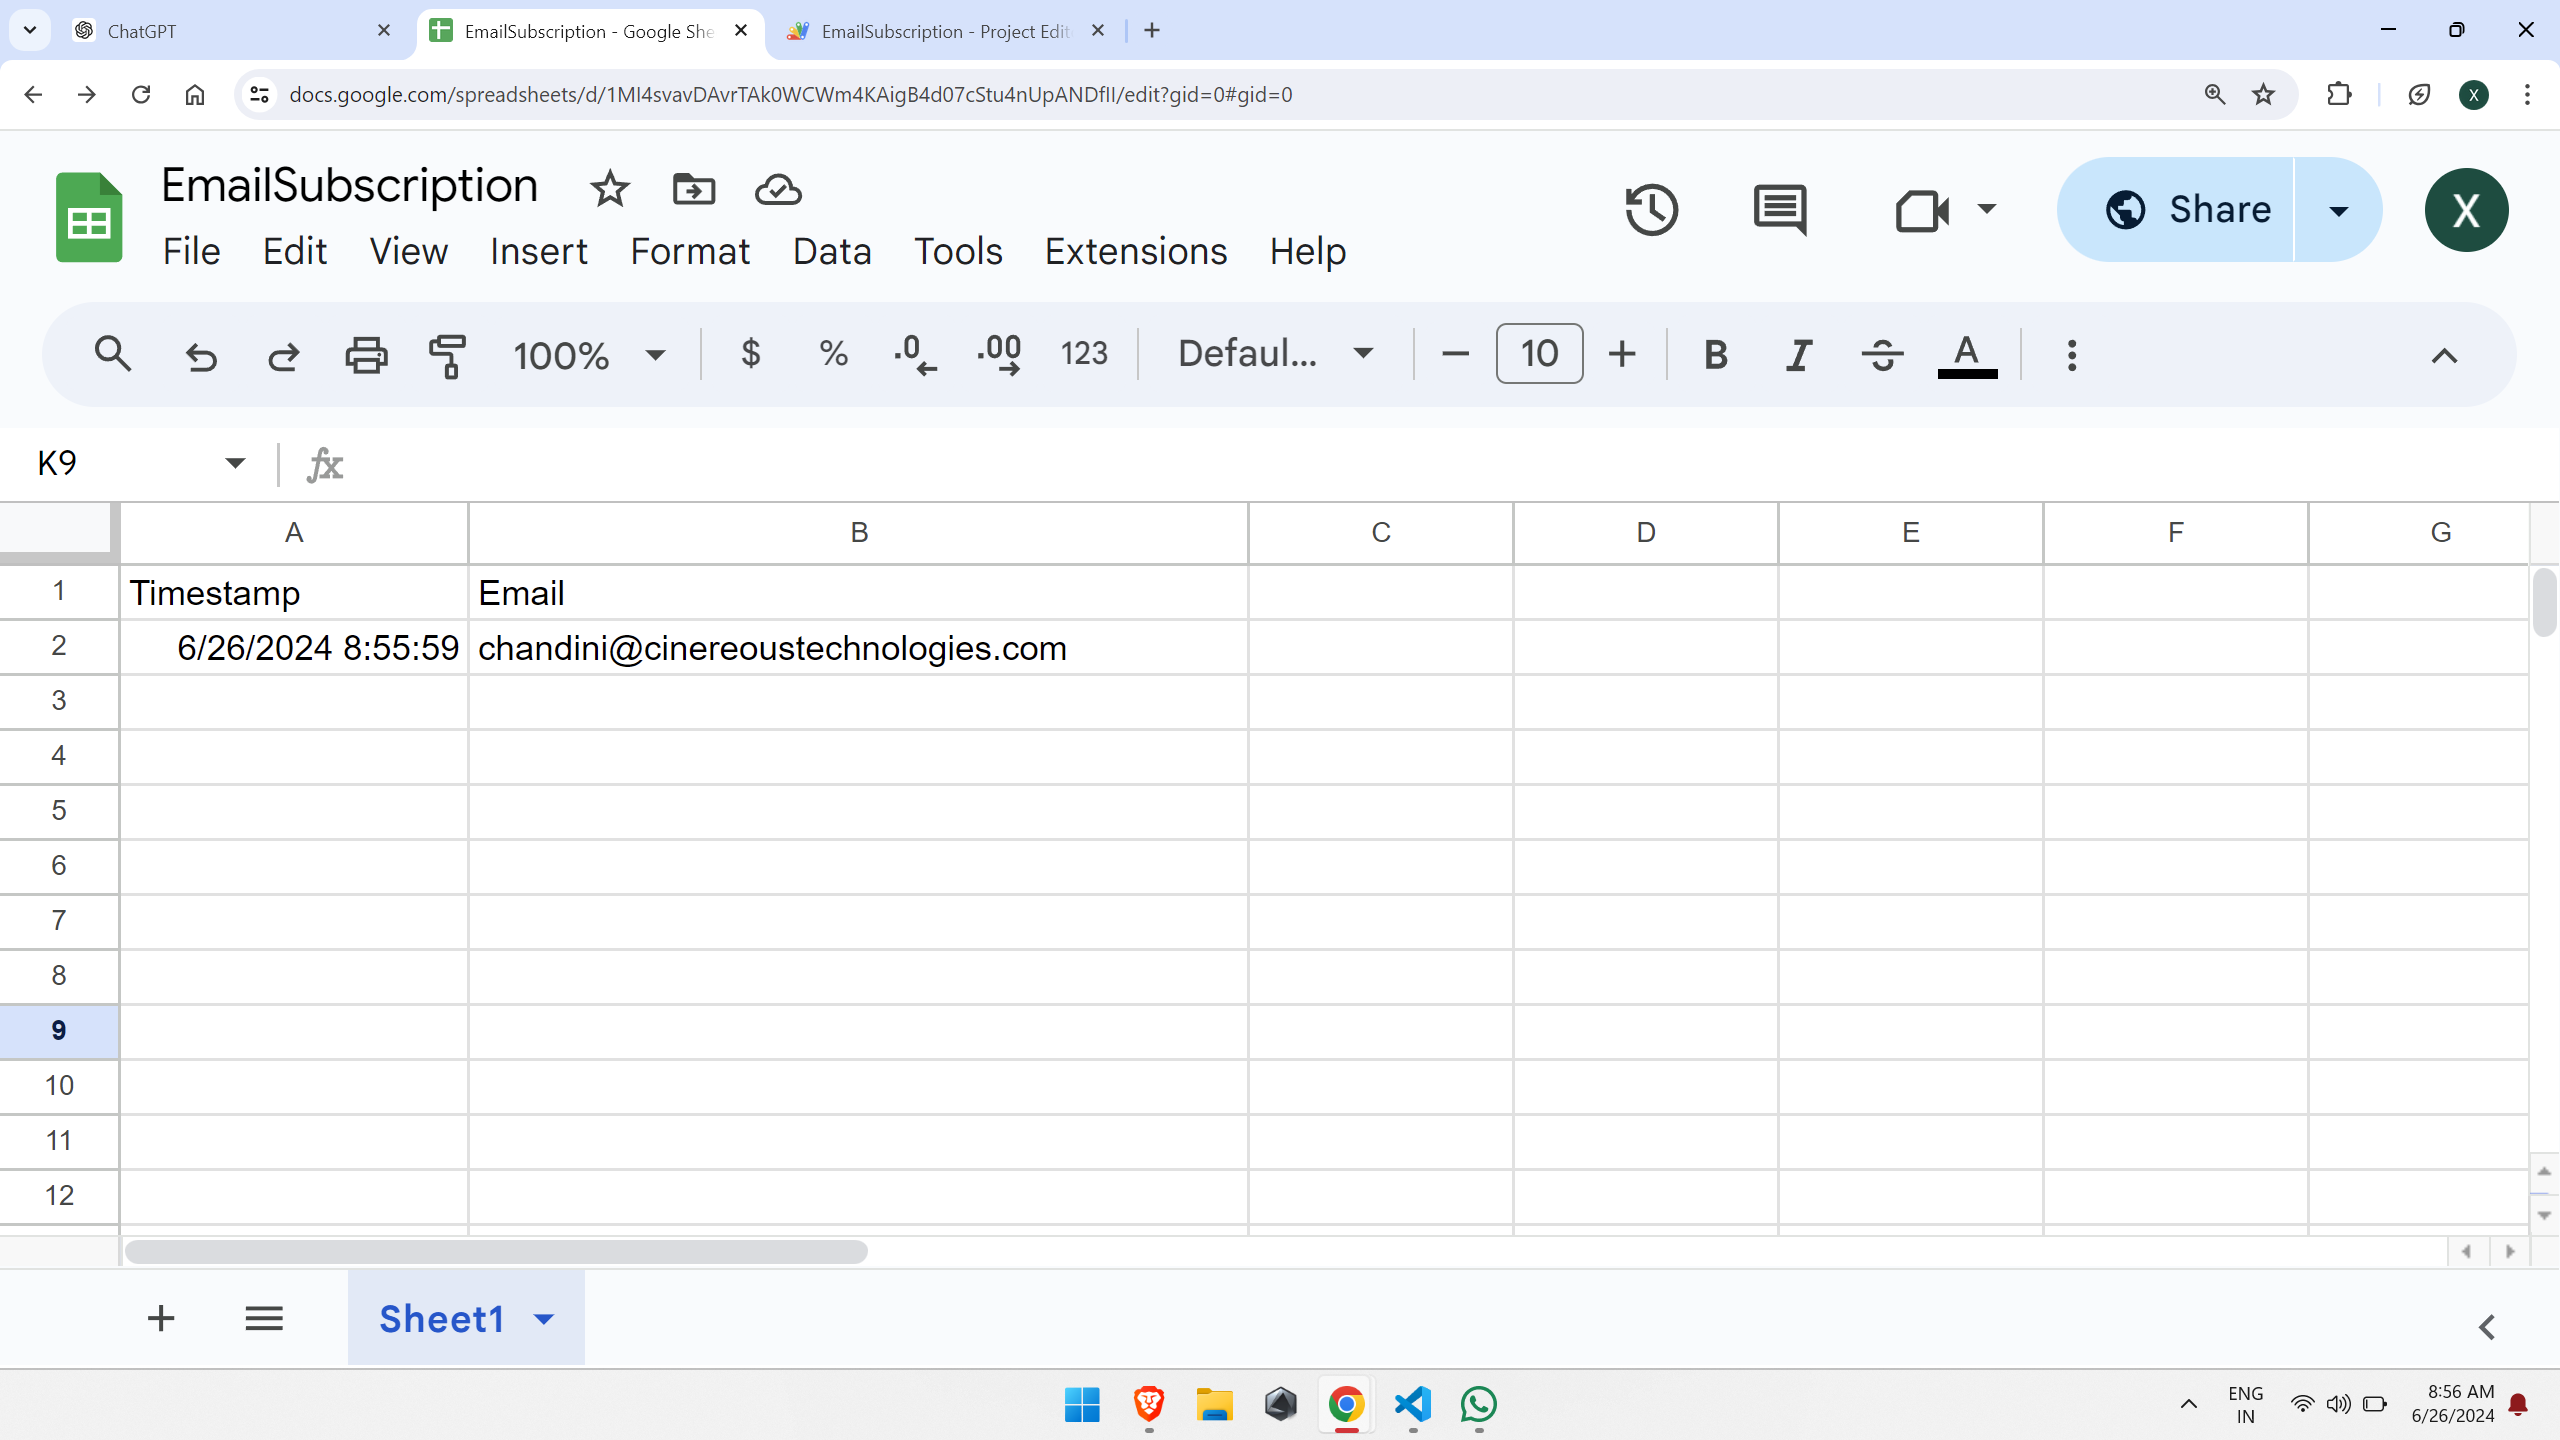 ChatGPT
EmailSubscription - Google She
EmailSubscription - Project Edit
docs.google.com/spreadsheets/d/1MI4svavDAvrTAk0WCWm4KAigB4d07cStu4nUpANDfII/edit?gid=0#gid=0
X
EmailSubscription
File Edit View Insert Format Data Tools Extensions Help
Share
X
100% $ % .0 .00 123 Defaul... 10 B I S A
K9 fx
A B C D E F G
1 Timestamp Email
2 6/26/2024 8:55:59 chandini@cinereoustechnologies.com
3
4
5
6
7
8
9
10
11
12
Sheet1
ENG
IN
8:56 AM
6/26/2024